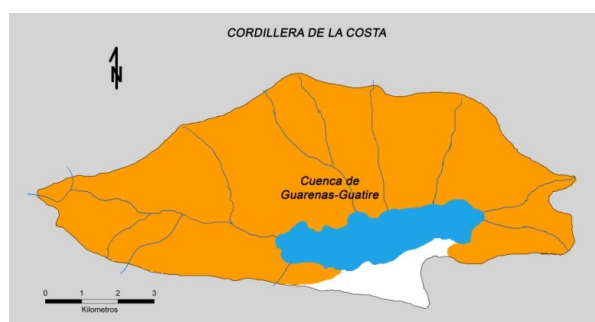 CORDILLERA DE LA COSTA
N
Cuenca de
Guarenas-Guatire
0 1 2 3
Kilometros